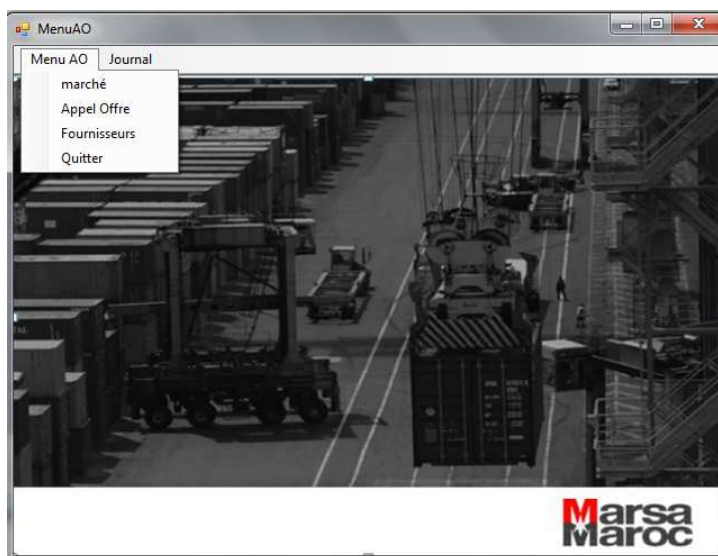 MenuAO
Menu AO Journal
marché
Appel Offre
Fournisseurs
Quitter
Marsa
Maroc